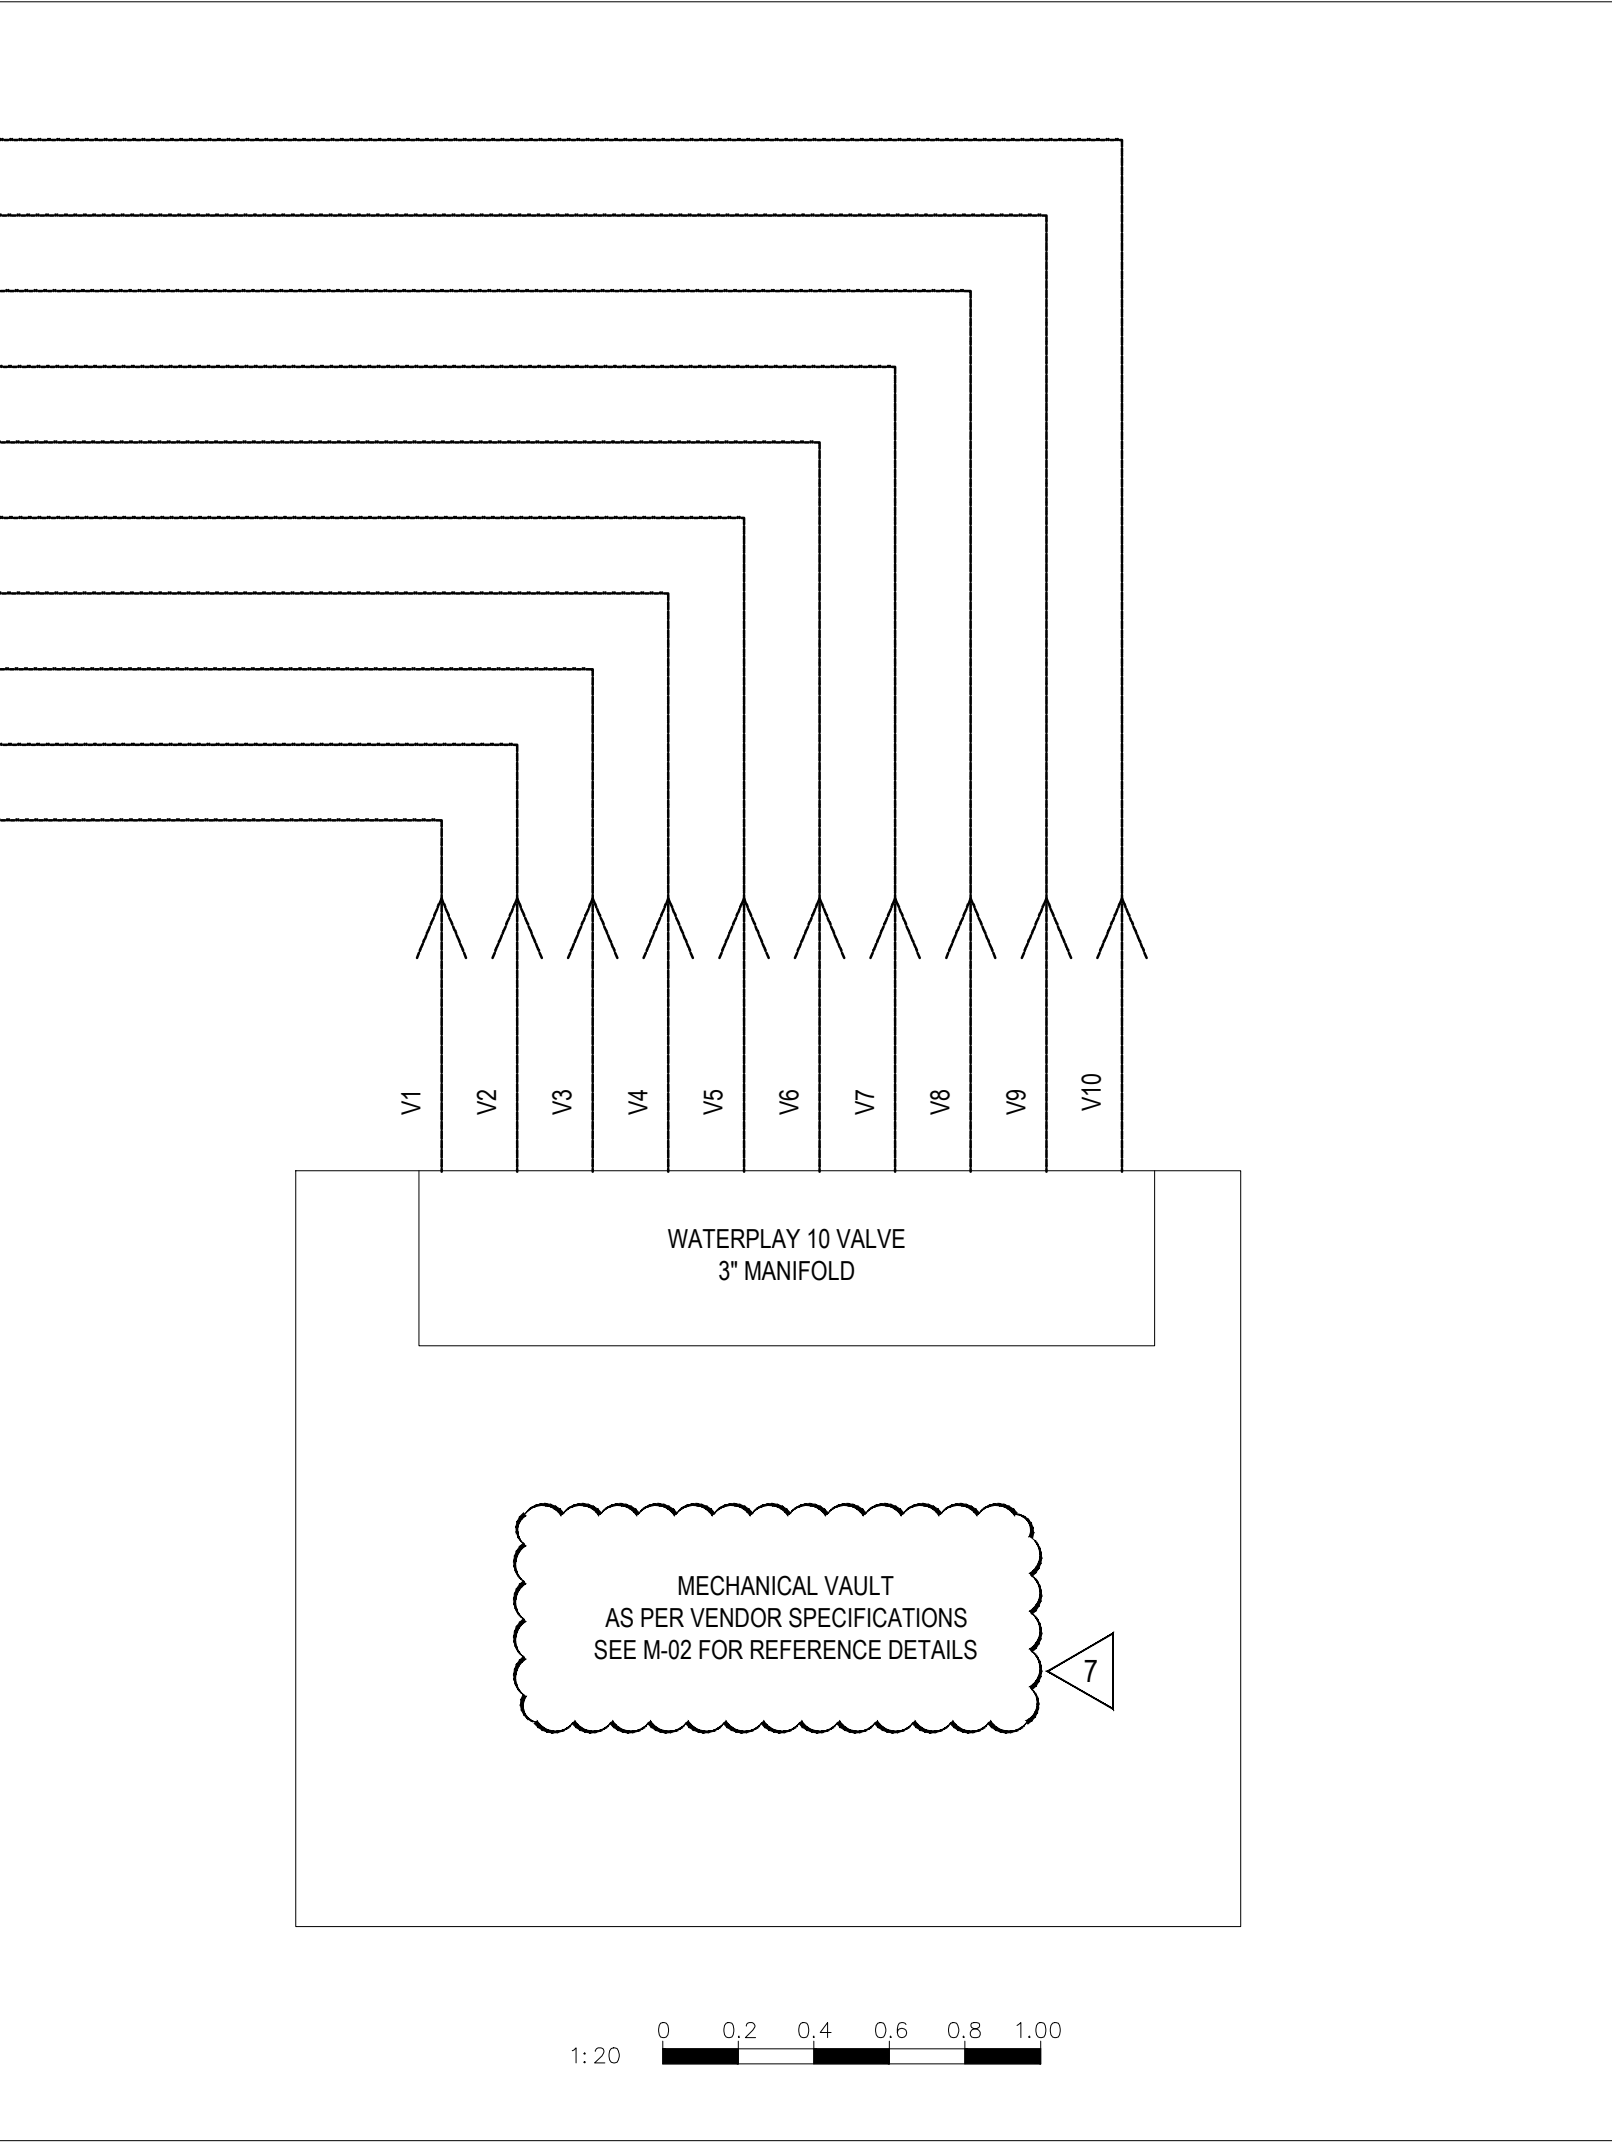 V1
V2
V3
V4
V5
V6
V7
V8
V9
V10
WATERPLAY 10 VALVE
3" MANIFOLD
MECHANICAL VAULT
AS PER VENDOR SPECIFICATIONS
SEE M-02 FOR REFERENCE DETAILS
7
0 0.2 0.4 0.6 0.8 1.00
1:20